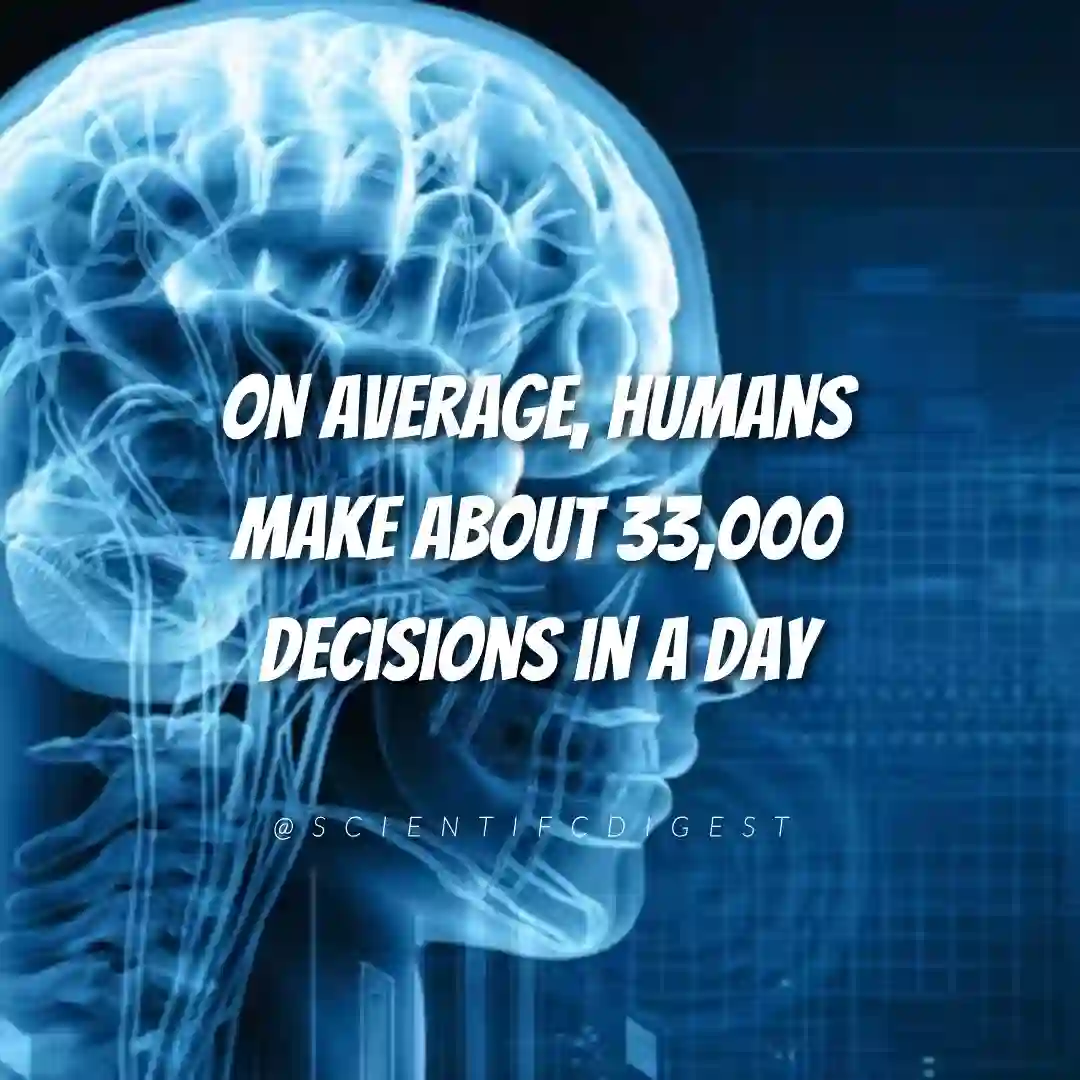 ON AVERAGE, HUMANS
MAKE ABOUT 33,000
DECISIONS IN A DAY
@SCIENTIFCDIGEST